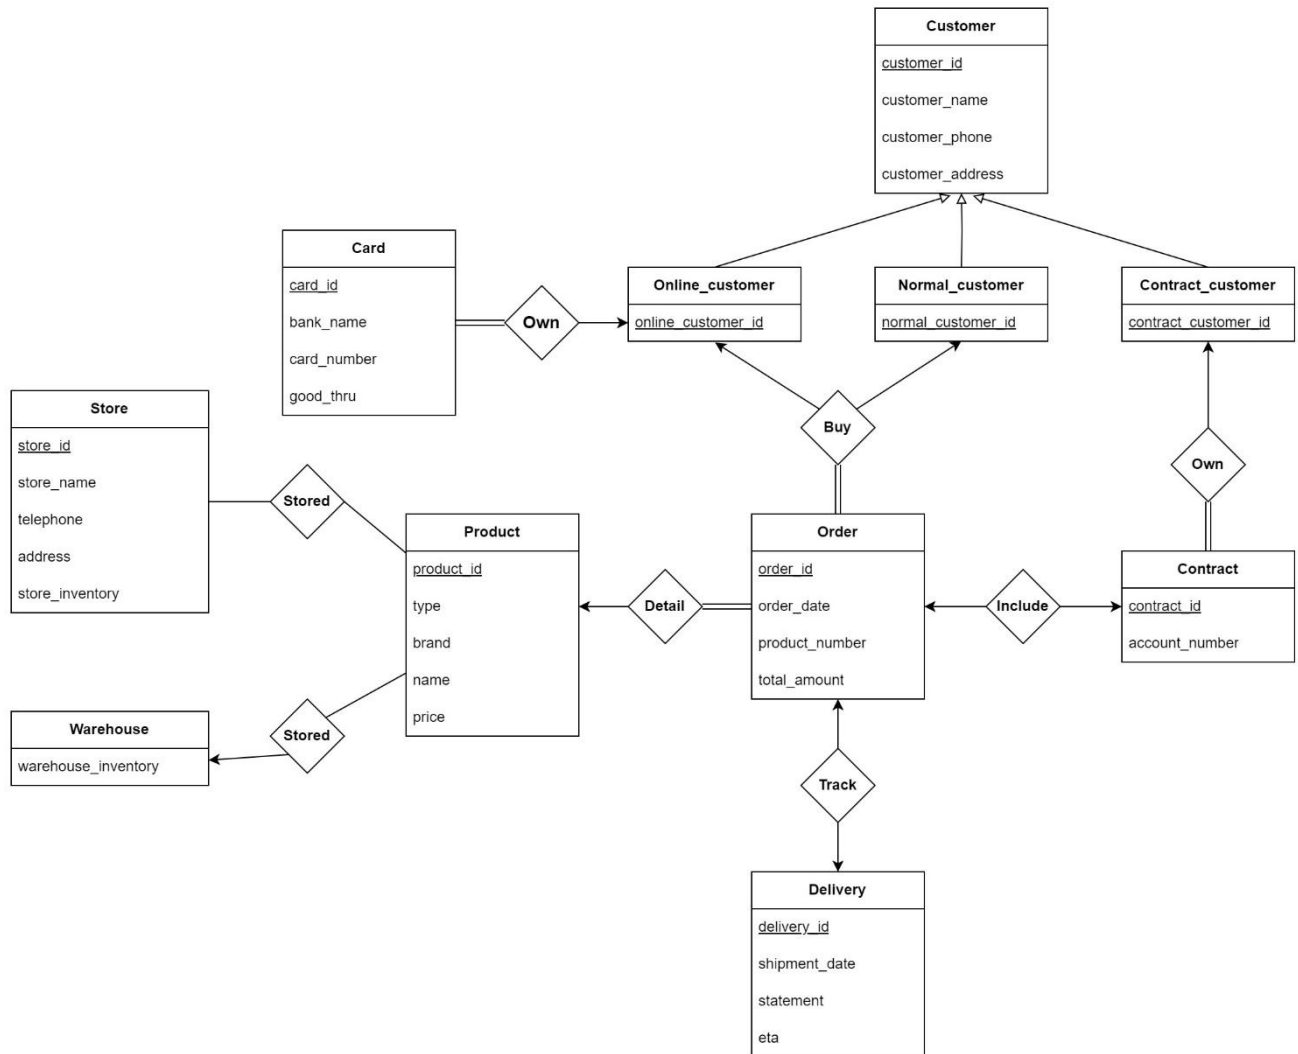 Customer
customer_id
customer_name
customer_phone
customer_address
Card
card_id
bank_name
card_number
good_thru
Own
Online_customer
online_customer_id
Normal_customer
normal_customer_id
Contract_customer
contract_customer_id
Store
store_id
store_name
telephone
address
store_inventory
Stored
Buy
Own
Product
product_id
type
brand
name
price
Detail
Order
order_id
order_date
product_number
total_amount
Include
Contract
contract_id
account_number
Warehouse
warehouse_inventory
Stored
Track
Delivery
delivery_id
shipment_date
statement
eta